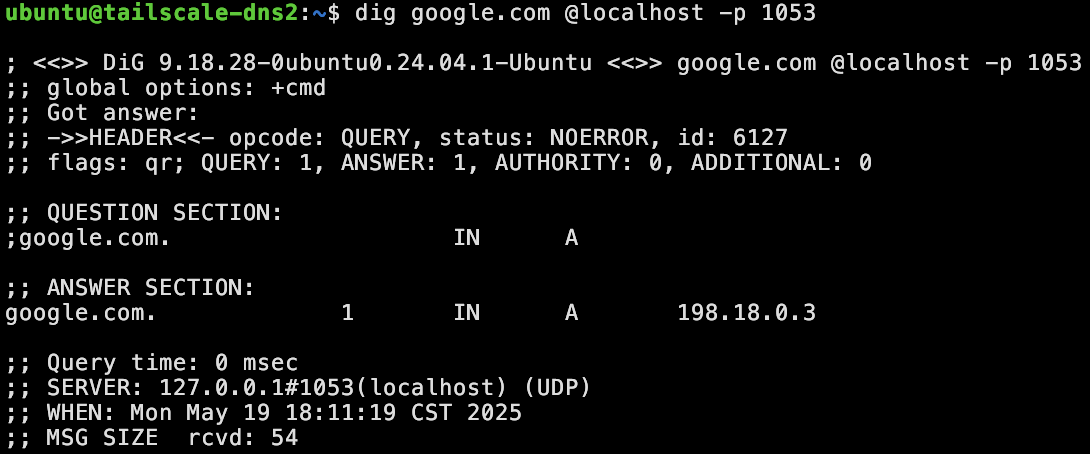 ubuntu@tailscale-dns2:~$ dig google.com @localhost -p 1053

; <<>> DiG 9.18.28-0ubuntu0.24.04.1-Ubuntu <<>> google.com @localhost -p 1053
;; global options: +cmd
;; Got answer:
;; ->>HEADER<<- opcode: QUERY, status: NOERROR, id: 6127
;; flags: qr; QUERY: 1, ANSWER: 1, AUTHORITY: 0, ADDITIONAL: 0

;; QUESTION SECTION:
;google.com.			IN	A

;; ANSWER SECTION:
google.com.		1	IN	A	198.18.0.3

;; Query time: 0 msec
;; SERVER: 127.0.0.1#1053(localhost) (UDP)
;; WHEN: Mon May 19 18:11:19 CST 2025
;; MSG SIZE  rcvd: 54